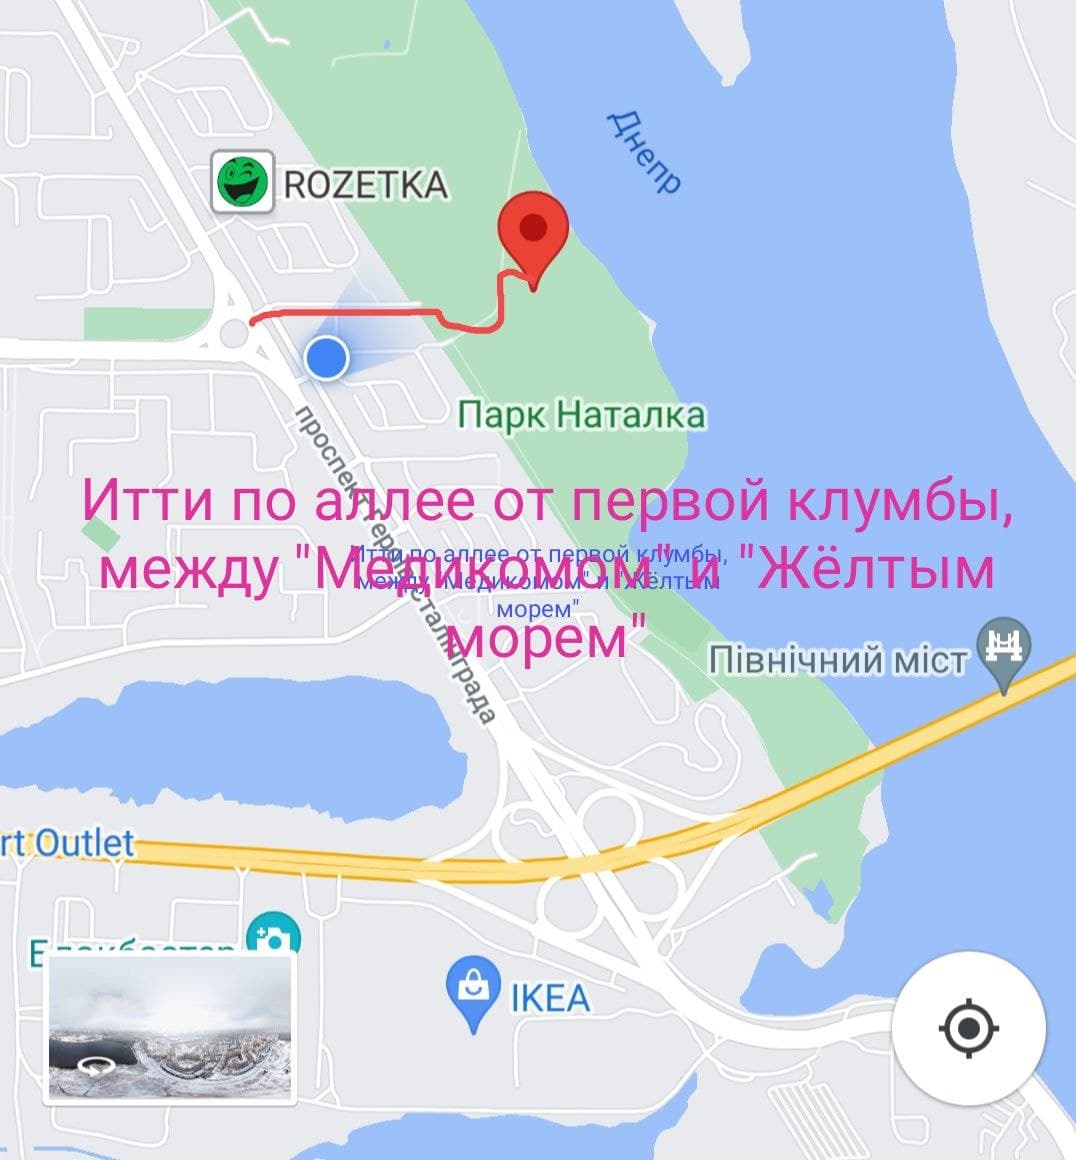 Днепр
ROZETKA
Парк Наталка
проспект Героев Сталинграда
Итти по аллее от первой клумбы,
между "Медикомом" и "Жёлтым
морем"
Итти по аллее от первой клумбы,
между "Медикомом" и "Жёлтым
морем"
Північний міст
rt Outlet
Блокбастер
IKEA